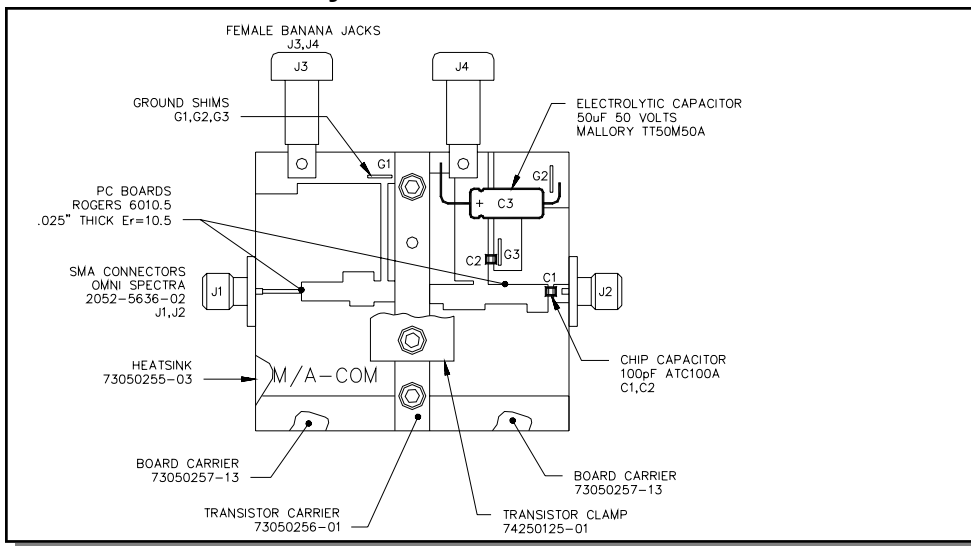 FEMALE BANANA JACKS
J3,J4
J3
J4
GROUND SHIMS
G1,G2,G3
ELECTROLYTIC CAPACITOR
50uF 50 VOLTS
MALLORY TT50M50A
G1
G2
+ C3
PC BOARDS
ROGERS 6010.5
.025" THICK Er=10.5
C2
G3
SMA CONNECTORS
OMNI SPECTRA
2052-5636-02
J1,J2
J1
C1
J2
HEATSINK
73050255-03
M/A-COM
CHIP CAPACITOR
100pF ATC100A
C1,C2
BOARD CARRIER
73050257-13
BOARD CARRIER
73050257-13
TRANSISTOR CARRIER
73050256-01
TRANSISTOR CLAMP
74250125-01